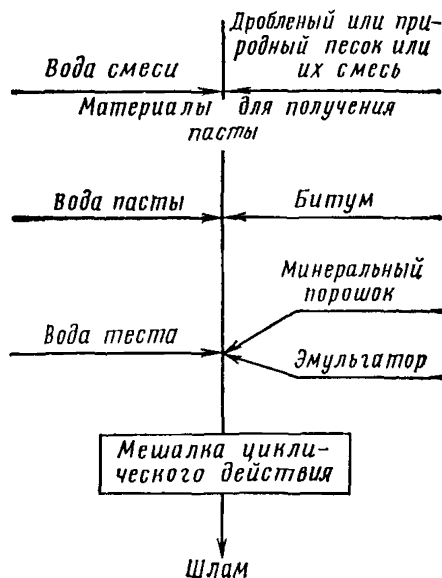 Дробленый или при-
родный песок или
их смесь
Вода смеси
Материалы для получения
пасты
Вода пасты
Битум
Минеральный
порошок
Вода теста
Эмульгатор
Мешалка цикли-
ческого действия
Шлам